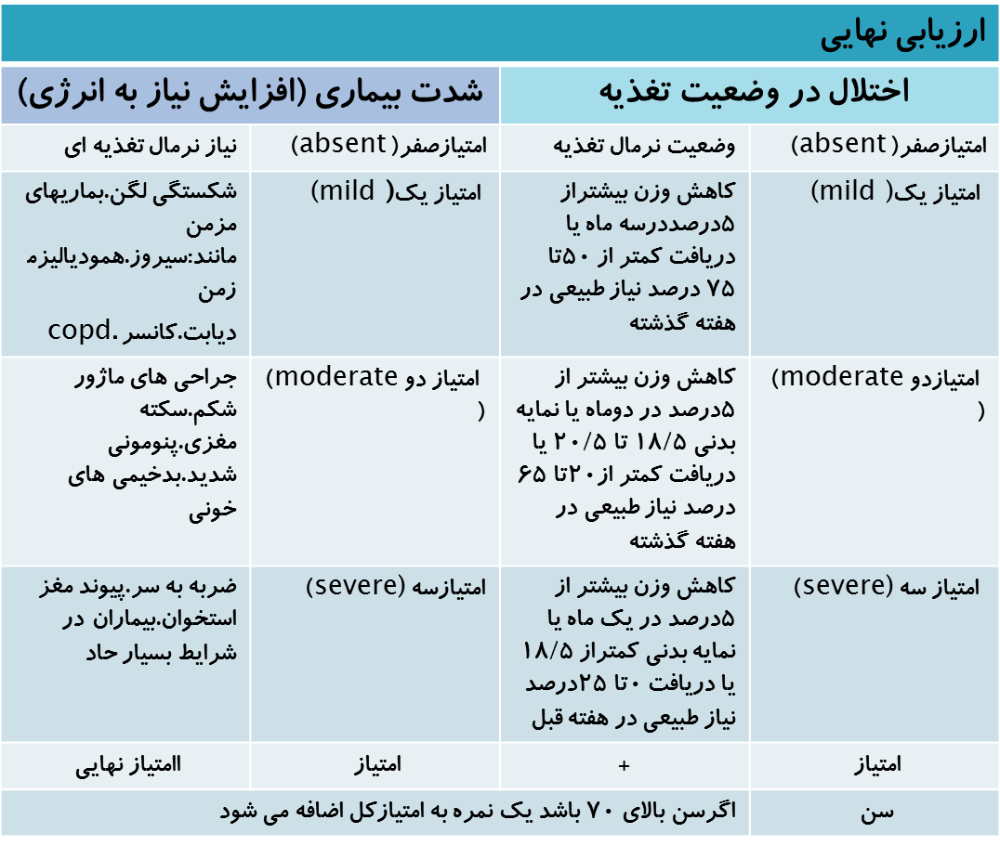 ارزیابی نهایی
اختلال در وضعیت تغذیه
شدت بیماری (افزایش نیاز به انرژی)
امتیازصفر( absent)
وضعیت نرمال تغذیه
امتیازصفر( absent)
نیاز نرمال تغذیه ای
امتیاز یک( mild)
کاهش وزن بیشتراز
۵درصددرسه ماه یا
دریافت کمتر از ۵۰تا
۷۵ درصد نیاز طبیعی در
هفته گذشته
امتیاز یک( mild)
شکستگی لگن.بماریهای
مزمن
مانند:سیروز.همودیالیزم
زمن
دیابت.کانسر .copd
امتیازدو moderate)
(
کاهش وزن بیشتر از
۵درصد در دوماه یا نمایه
بدنی ۱۸/۵ تا ۲۰/۵ یا
دریافت کمتر از۲۰تا ۶۵
درصد نیاز طبیعی در
هفته گذشته
امتیاز دو moderate)
(
جراحی های ماژور
شکم.سکته
مغزی.پنومونی
شدید.بدخیمی های
خونی
امتیاز سه (severe)
کاهش وزن بیشتر از
۵درصد در یک ماه یا
نمایه بدنی کمتراز ۱۸/۵
یا دریافت ۰تا ۲۵درصد
نیاز طبیعی در هفته قبل
امتیازسه (severe)
ضربه به سر.پیوند مغز
استخوان.بیماران در
شرایط بسیار حاد
امتیاز
+
امتیاز
اامتیاز نهایی
سن
اگرسن بالای ۷۰ باشد یک نمره به امتیازکل اضافه می شود